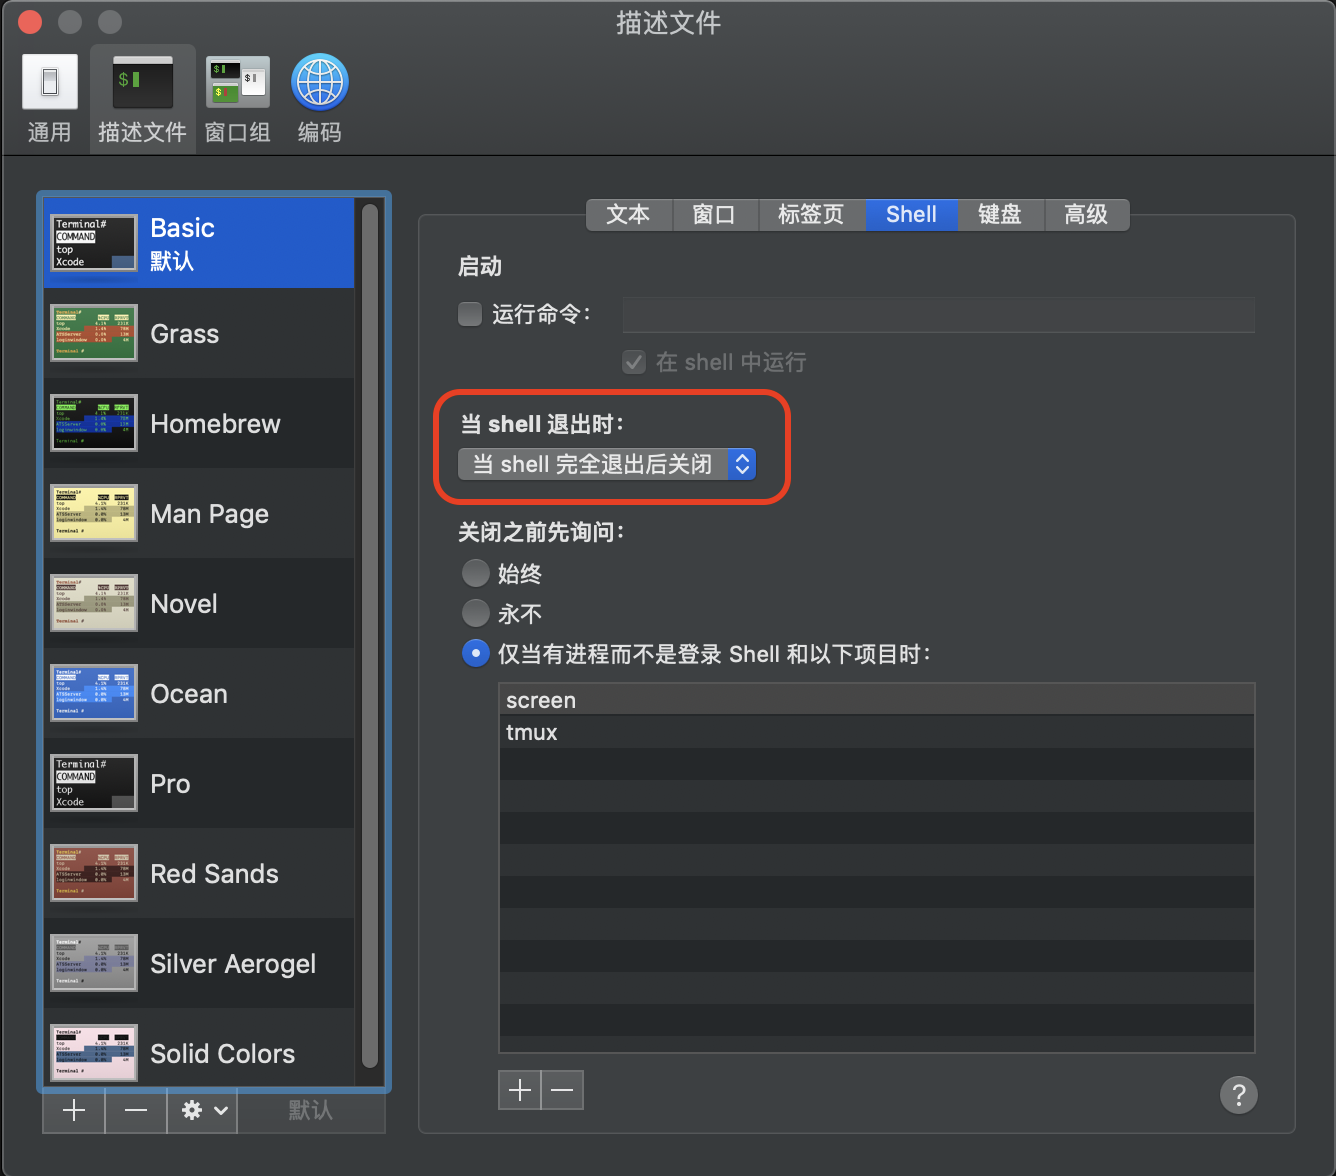 描述文件
通用
描述文件
窗口组
编码
Terminal#
COMMAND
top
Xcode
Basic
默认
Grass
Homebrew
Man Page
Novel
Ocean
Terminal#
COMMAND
top
Xcode
Pro
Red Sands
Silver Aerogel
Solid Colors
默认
文本
窗口
标签页
Shell
键盘
高级
启动
运行命令：
在 shell 中运行
当 shell 退出时：
当 shell 完全退出后关闭
关闭之前先询问：
始终
永不
仅当有进程而不是登录 Shell 和以下项目时：
screen
tmux
?